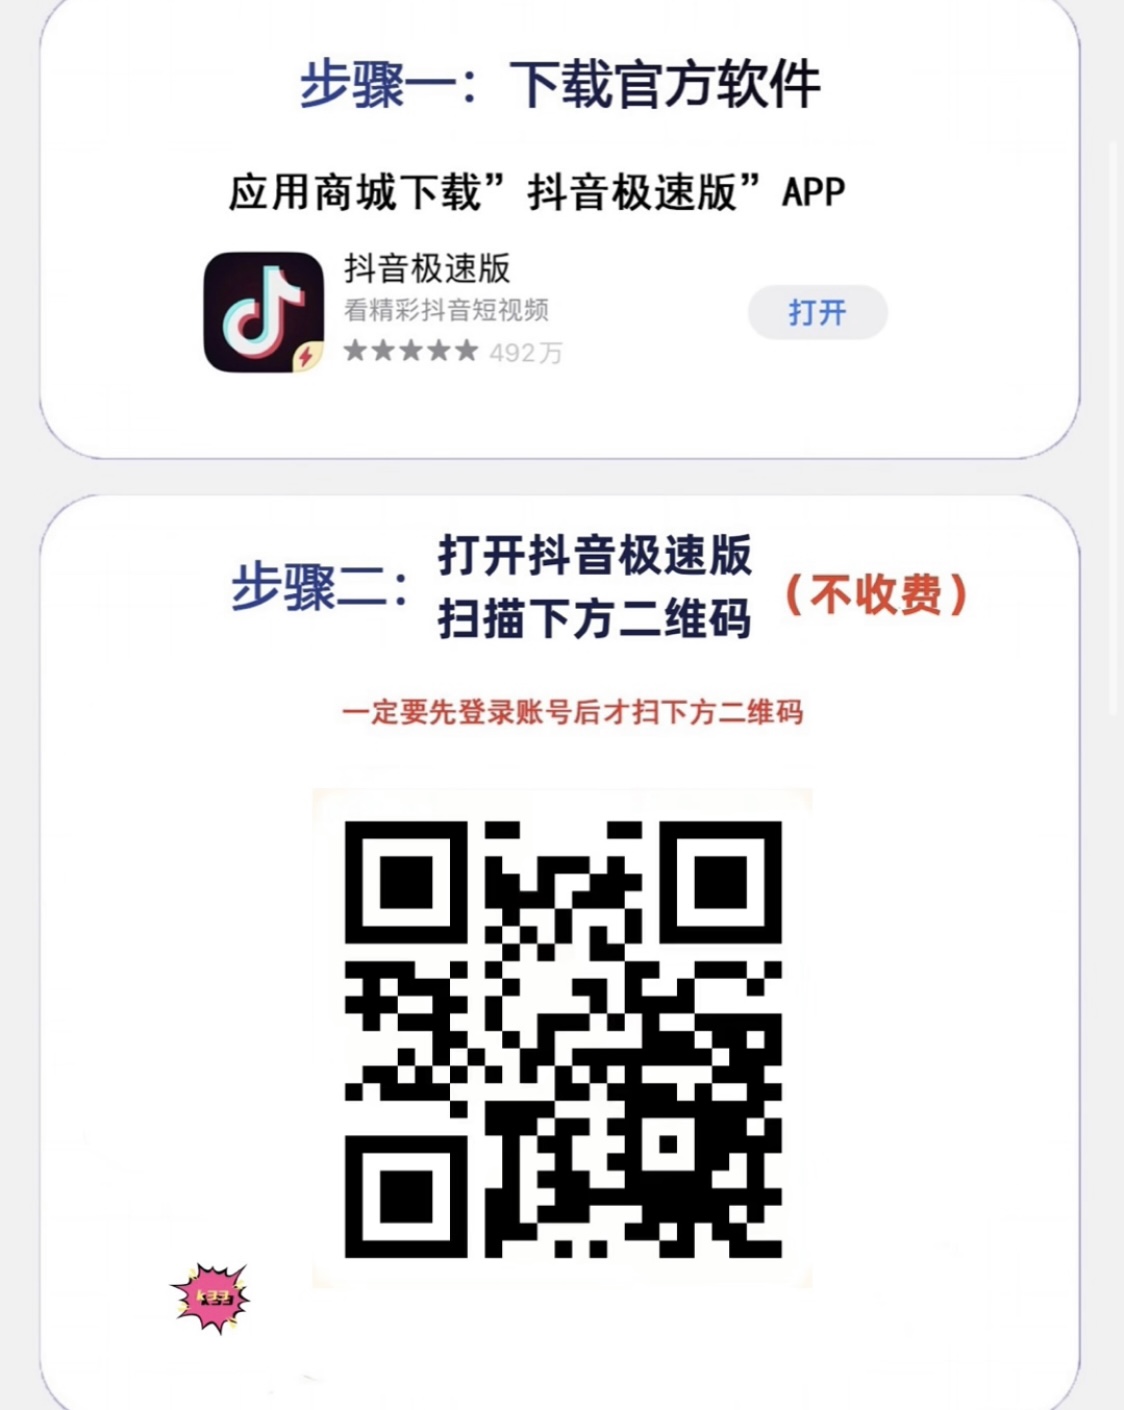 步骤一：下载官方软件
应用商城下载”抖音极速版”APP
抖音极速版
看精彩抖音短视频
492万
打开
步骤二：
打开抖音极速版
扫描下方二维码
（不收费）
一定要先登录账号后才扫下方二维码
k33